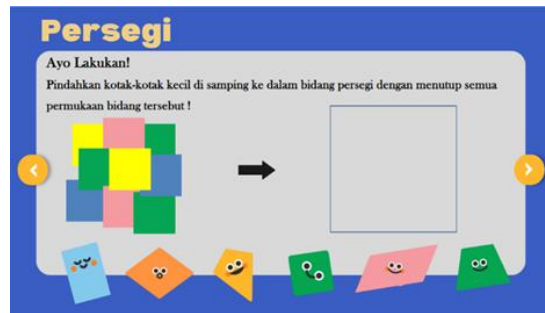 Persegi
Ayo Lakukan!
Pindahkan kotak-kotak kecil di samping ke dalam bidang persegi dengan menutup semua
permukaan bidang tersebut !